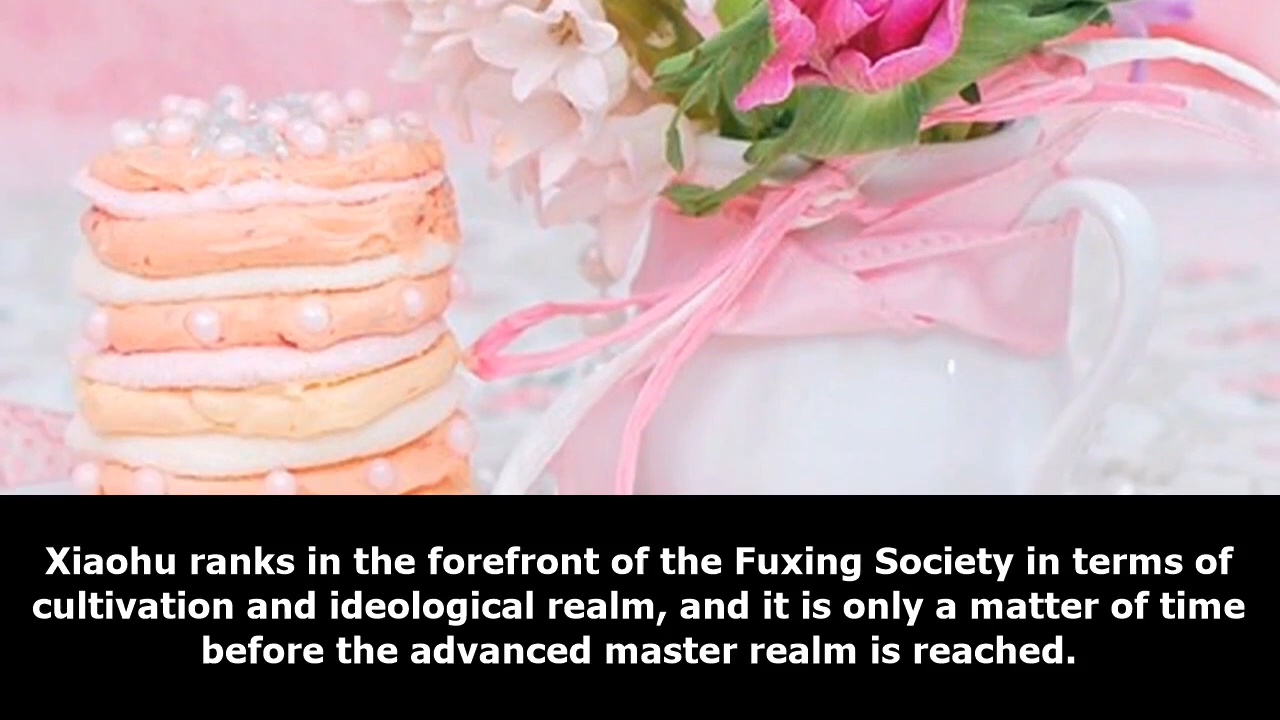 Xiaohu ranks in the forefront of the Fuxing Society in terms of
cultivation and ideological realm, and it is only a matter of time
before the advanced master realm is reached.